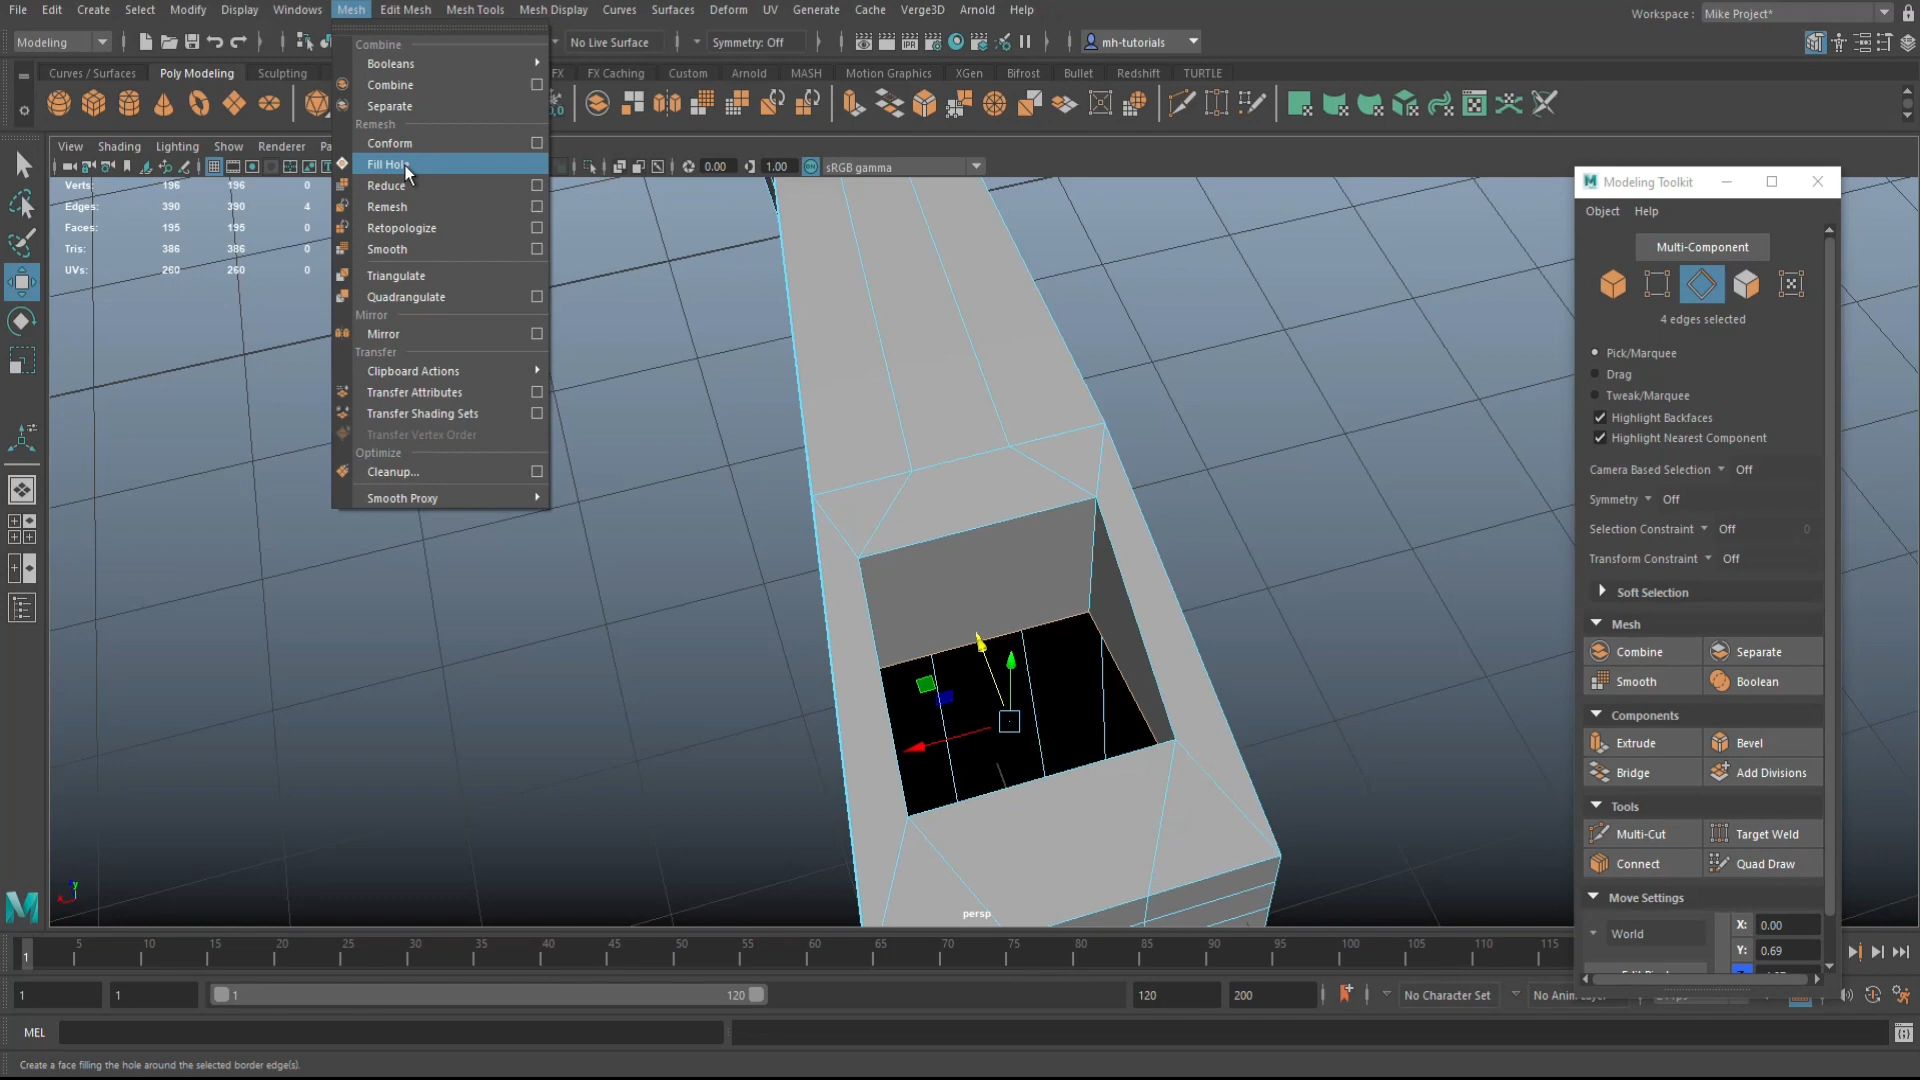 File Edit Create Select Modify Display Windows Mesh Edit Mesh Mesh Tools Mesh Display Curves Surfaces Deform UV Generate Cache Verge3D Arnold Help
Workspace : Mike Project*
Modeling No Live Surface Symmetry: Off mh-tutorials
Curves / Surfaces Poly Modeling Sculpting FX FX Caching Custom Arnold MASH Motion Graphics XGen Bifrost Bullet Redshift TURTLE
View Shading Lighting Show Renderer Pa
0.00 1.00 sRGB gamma
Verts: 196 196 0
Edges: 390 390 4
Faces: 195 195 0
Tris: 386 386 0
UVs: 260 260 0
Combine
Booleans
Combine
Separate
Remesh
Conform
Fill Hole
Reduce
Remesh
Retopologize
Smooth
Triangulate
Quadrangulate
Mirror
Mirror
Transfer
Clipboard Actions
Transfer Attributes
Transfer Shading Sets
Transfer Vertex Order
Optimize
Cleanup...
Smooth Proxy
Modeling Toolkit
Object Help
Multi-Component
4 edges selected
Pick/Marquee
Drag
Tweak/Marquee
Highlight Backfaces
Highlight Nearest Component
Camera Based Selection Off
Symmetry Off
Selection Constraint Off 0
Transform Constraint Off
Soft Selection
Mesh
Combine Separate
Smooth Boolean
Components
Extrude Bevel
Bridge Add Divisions
Tools
Multi-Cut Target Weld
Connect Quad Draw
Move Settings
World X: 0.00
Y: 0.69
y
x
persp
5 10 15 20 25 30 35 40 45 50 55 60 65 70 75 80 85 90 95 100 105 110 115
1
1 1 1 120 120 200 No Character Set No Anim
MEL
Create a face filling the hole around the selected border edge(s).